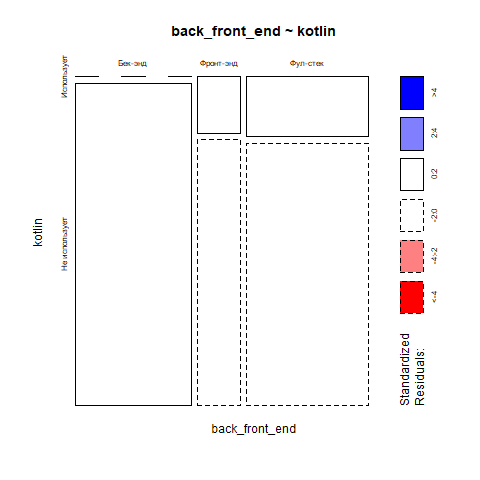 back_front_end ~ kotlin
Бек-энд
Фронт-энд
Фул-стек
Использует
Не использует
kotlin
back_front_end
>4
2:4
0:2
-2:0
-4:-2
<-4
Standardized
Residuals: